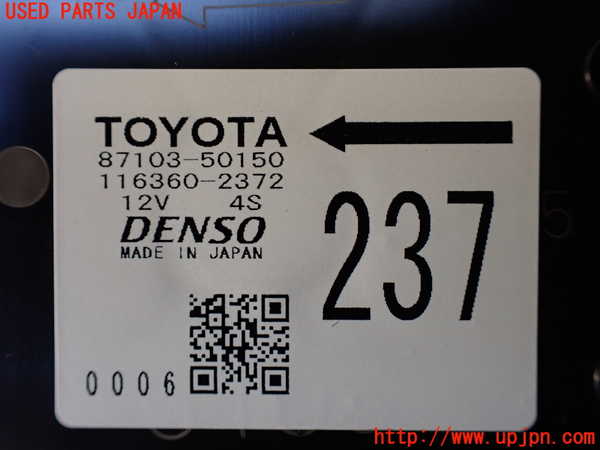 USED PARTS JAPAN
TOYOTA
87103-50150
116360-2372
12V 4S
DENSO
MADE IN JAPAN
237
0006
http://www.upjpn.com/